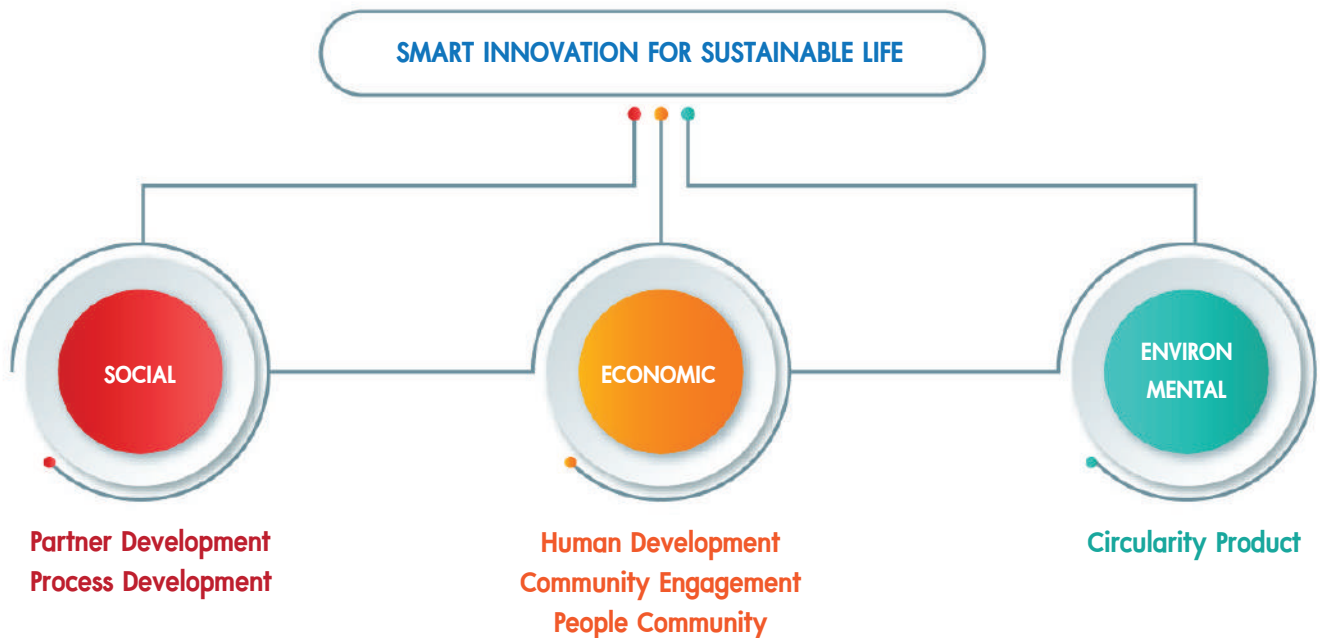 SMART INNOVATION FOR SUSTAINABLE LIFE
SOCIAL
ECONOMIC
ENVIRON
MENTAL
Partner Development
Process Development
Human Development
Community Engagement
People Community
Circularity Product